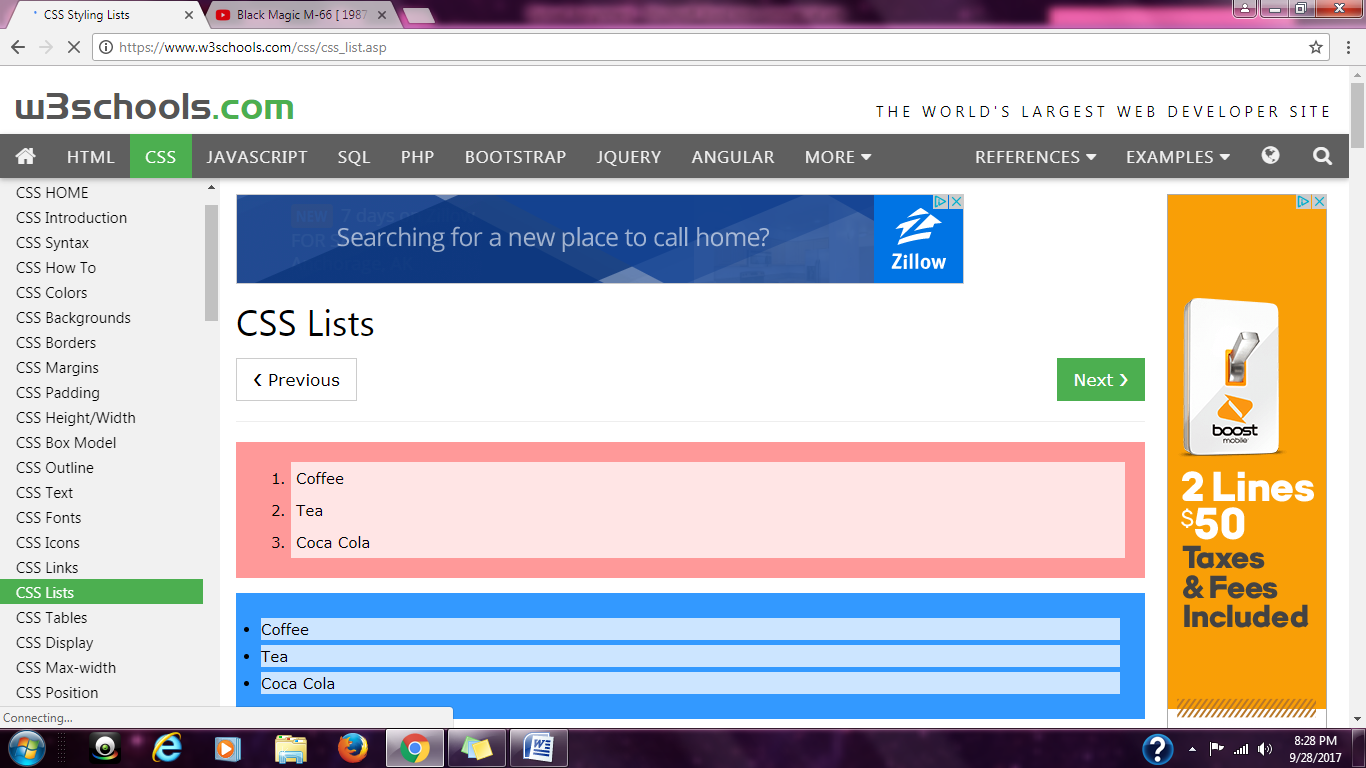 CSS Styling Lists
Black Magic M-66 [ 1987
https://www.w3schools.com/css/css_list.asp
w3schools.com
THE WORLD'S LARGEST WEB DEVELOPER SITE
HTML CSS JAVASCRIPT SQL PHP BOOTSTRAP JQUERY ANGULAR MORE REFERENCES EXAMPLES
CSS HOME
CSS Introduction
CSS Syntax
CSS How To
CSS Colors
CSS Backgrounds
CSS Borders
CSS Margins
CSS Padding
CSS Height/Width
CSS Box Model
CSS Outline
CSS Text
CSS Fonts
CSS Icons
CSS Links
CSS Lists
CSS Tables
CSS Display
CSS Max-width
CSS Position
NEW 7 days
FOR
Searching for a new place to call home?
Zillow
CSS Lists
❮ Previous
Next ❯
1. Coffee
2. Tea
3. Coca Cola
• Coffee
• Tea
• Coca Cola
boost
mobile
2 Lines
$50
Taxes
& Fees
Included
Connecting...
8:28 PM
9/28/2017